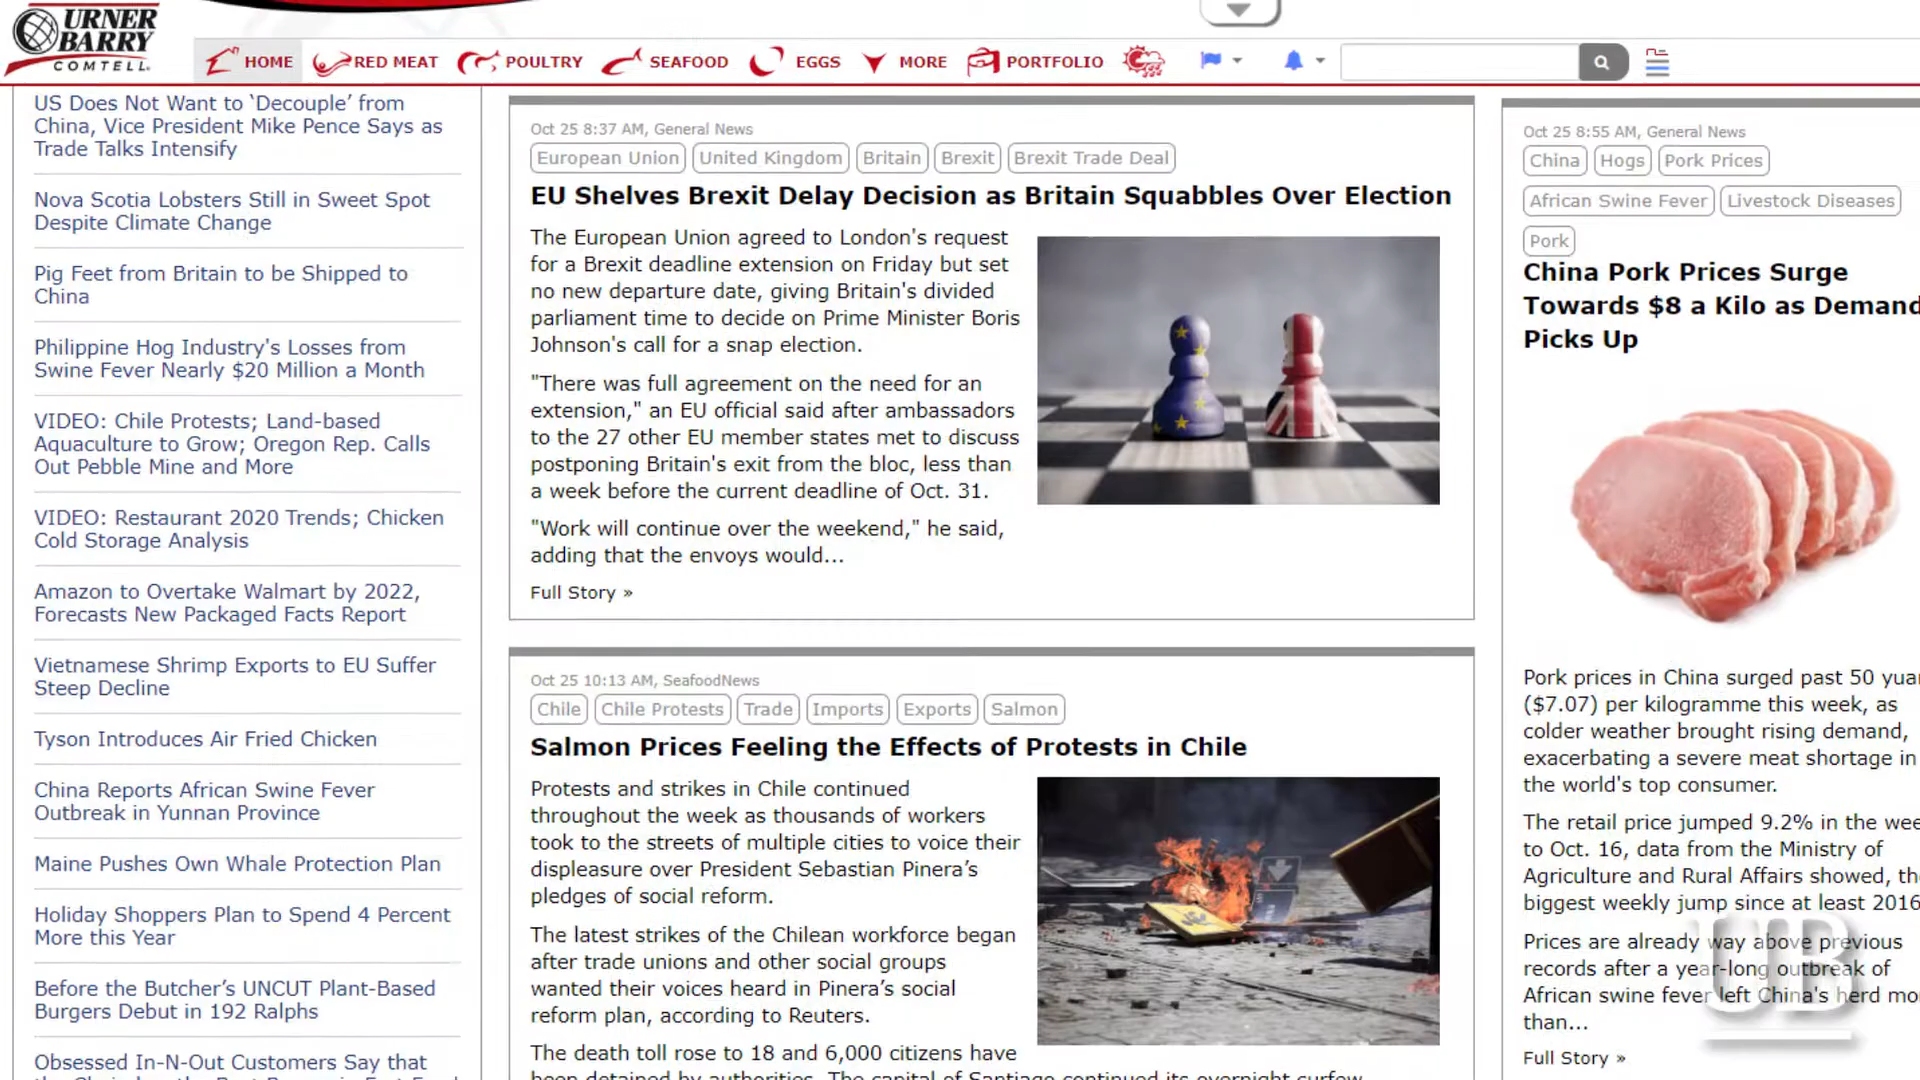 URNER
BARRY
COMTELL
HOME
RED MEAT
POULTRY
SEAFOOD
EGGS
MORE
PORTFOLIO
US Does Not Want to ‘Decouple’ from
China, Vice President Mike Pence Says as
Trade Talks Intensify
Nova Scotia Lobsters Still in Sweet Spot
Despite Climate Change
Pig Feet from Britain to be Shipped to
China
Philippine Hog Industry's Losses from
Swine Fever Nearly $20 Million a Month
VIDEO: Chile Protests; Land-based
Aquaculture to Grow; Oregon Rep. Calls
Out Pebble Mine and More
VIDEO: Restaurant 2020 Trends; Chicken
Cold Storage Analysis
Amazon to Overtake Walmart by 2022,
Forecasts New Packaged Facts Report
Vietnamese Shrimp Exports to EU Suffer
Steep Decline
Tyson Introduces Air Fried Chicken
China Reports African Swine Fever
Outbreak in Yunnan Province
Maine Pushes Own Whale Protection Plan
Holiday Shoppers Plan to Spend 4 Percent
More this Year
Before the Butcher’s UNCUT Plant-Based
Burgers Debut in 192 Ralphs
Obsessed In-N-Out Customers Say that
Oct 25 8:37 AM, General News
European Union
United Kingdom
Britain
Brexit
Brexit Trade Deal
EU Shelves Brexit Delay Decision as Britain Squabbles Over Election
The European Union agreed to London's request
for a Brexit deadline extension on Friday but set
no new departure date, giving Britain's divided
parliament time to decide on Prime Minister Boris
Johnson's call for a snap election.
"There was full agreement on the need for an
extension," an EU official said after ambassadors
to the 27 other EU member states met to discuss
postponing Britain's exit from the bloc, less than
a week before the current deadline of Oct. 31.
"Work will continue over the weekend," he said,
adding that the envoys would...
Full Story »
Oct 25 10:13 AM, SeafoodNews
Chile
Chile Protests
Trade
Imports
Exports
Salmon
Salmon Prices Feeling the Effects of Protests in Chile
Protests and strikes in Chile continued
throughout the week as thousands of workers
took to the streets of multiple cities to voice their
displeasure over President Sebastian Pinera’s
pledges of social reform.
The latest strikes of the Chilean workforce began
after trade unions and other social groups
wanted their voices heard in Pinera’s social
reform plan, according to Reuters.
The death toll rose to 18 and 6,000 citizens have
been detained by authorities. The capital of Santiago continued its overnight curfew
Oct 25 8:55 AM, General News
China
Hogs
Pork Prices
African Swine Fever
Livestock Diseases
Pork
China Pork Prices Surge
Towards $8 a Kilo as Demand
Picks Up
Pork prices in China surged past 50 yua
($7.07) per kilogramme this week, as
colder weather brought rising demand,
exacerbating a severe meat shortage in
the world's top consumer.
The retail price jumped 9.2% in the wee
to Oct. 16, data from the Ministry of
Agriculture and Rural Affairs showed, th
biggest weekly jump since at least 2016
Prices are already way above previous
records after a year-long outbreak of
African swine fever left China's herd mo
than...
Full Story »
UB